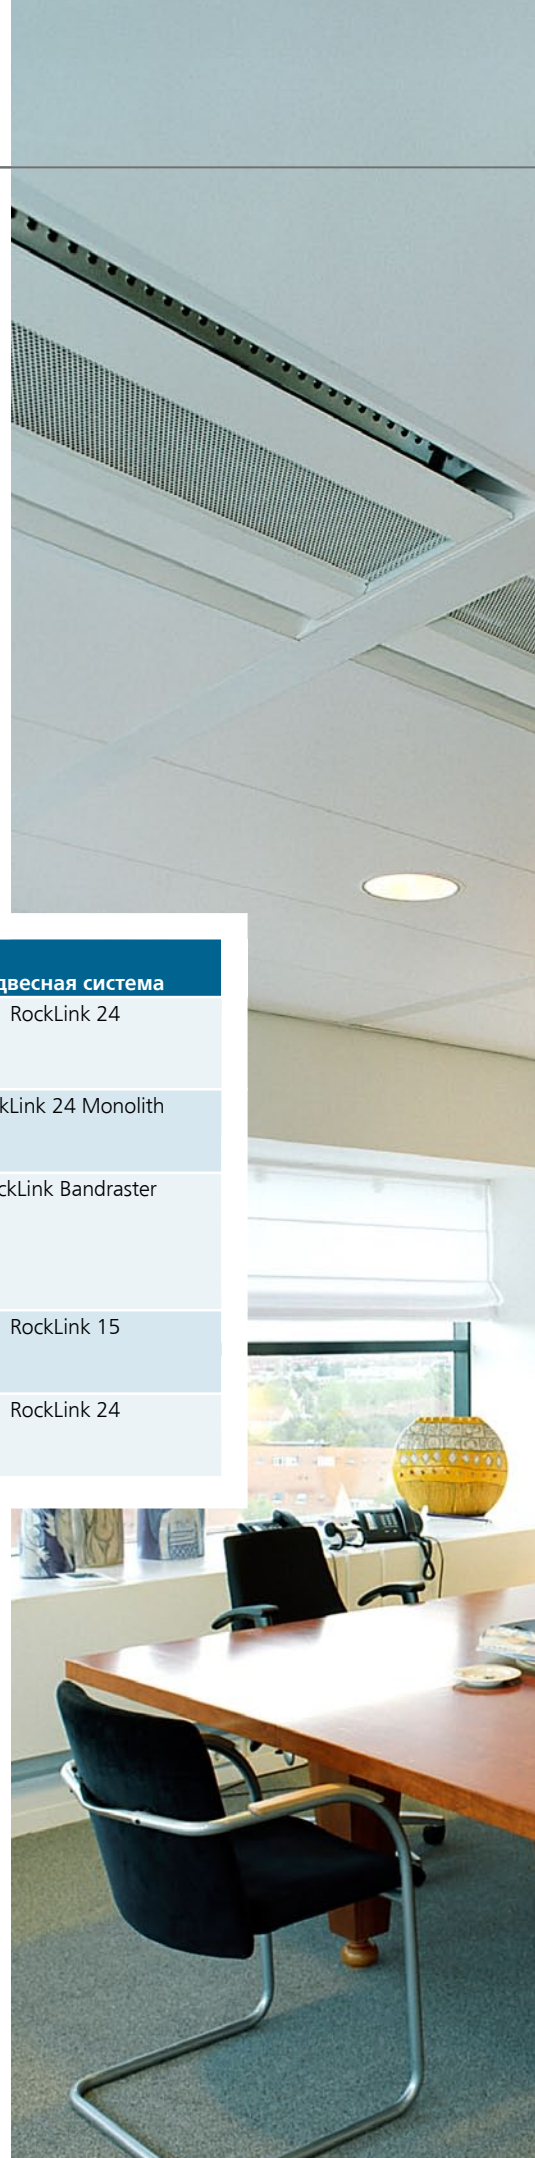 двесная система
RockLink 24
kLink 24 Monolith
ckLink Bandraster
RockLink 15
RockLink 24